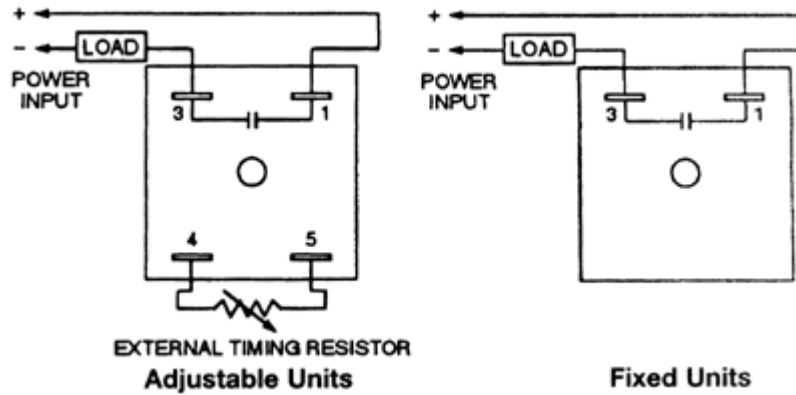 +
- LOAD
POWER
INPUT
3 1
4 5
EXTERNAL TIMING RESISTOR
Adjustable Units
+
- LOAD
POWER
INPUT
3 1
Fixed Units